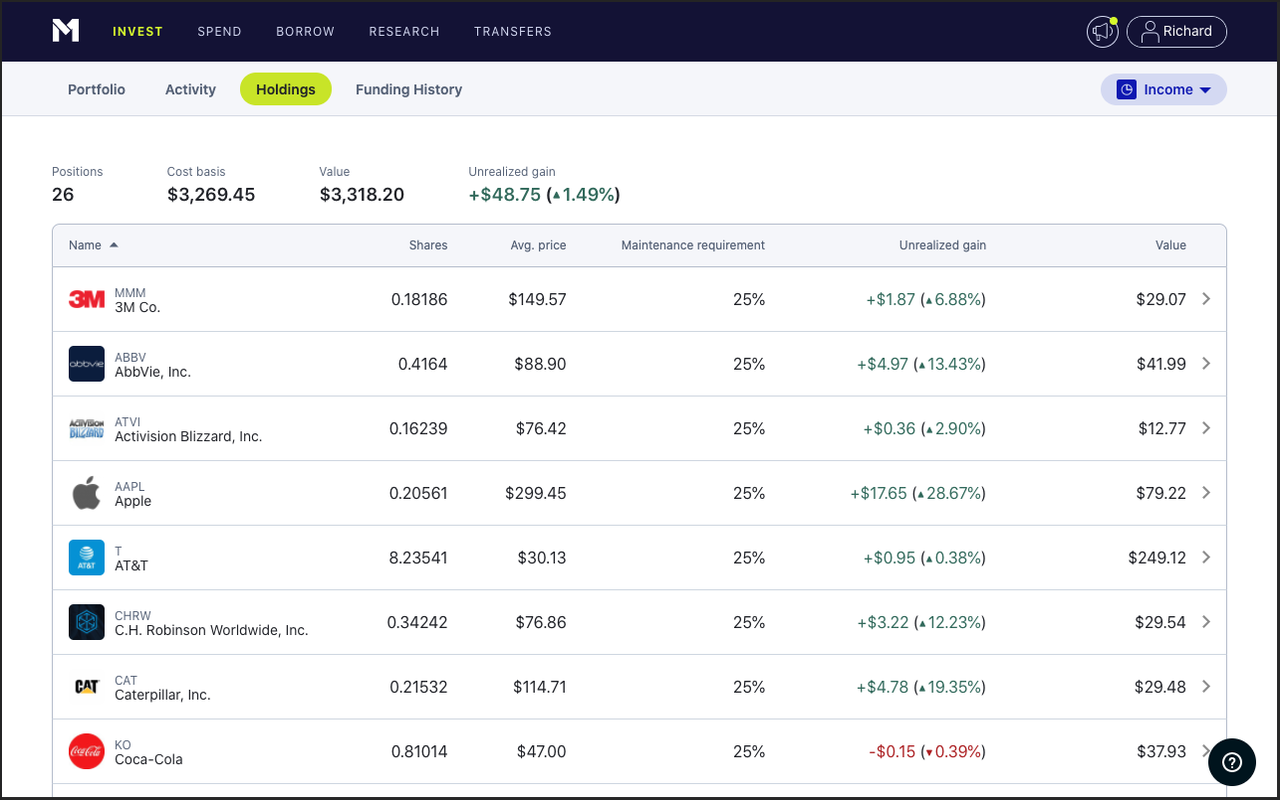 INVEST SPEND BORROW RESEARCH TRANSFERS Richard
Portfolio Activity Holdings Funding History Income
Positions Cost basis Value Unrealized gain
26 $3,269.45 $3,318.20 +$48.75 (▲1.49%)
Name Shares Avg. price Maintenance requirement Unrealized gain Value
3M MMM
3M Co. 0.18186 $149.57 25% +$1.87 (▲6.88%) $29.07
abbvie ABBV
AbbVie, Inc. 0.4164 $88.90 25% +$4.97 (▲13.43%) $41.99
ACTIVISION BLIZZARD ATVI
Activision Blizzard, Inc. 0.16239 $76.42 25% +$0.36 (▲2.90%) $12.77
AAPL
Apple 0.20561 $299.45 25% +$17.65 (▲28.67%) $79.22
AT&T T
AT&T 8.23541 $30.13 25% +$0.95 (▲0.38%) $249.12
CHRW
C.H. Robinson Worldwide, Inc. 0.34242 $76.86 25% +$3.22 (▲12.23%) $29.54
CAT CAT
Caterpillar, Inc. 0.21532 $114.71 25% +$4.78 (▲19.35%) $29.48
Coca-Cola KO
Coca-Cola 0.81014 $47.00 25% -$0.15 (▼0.39%) $37.93